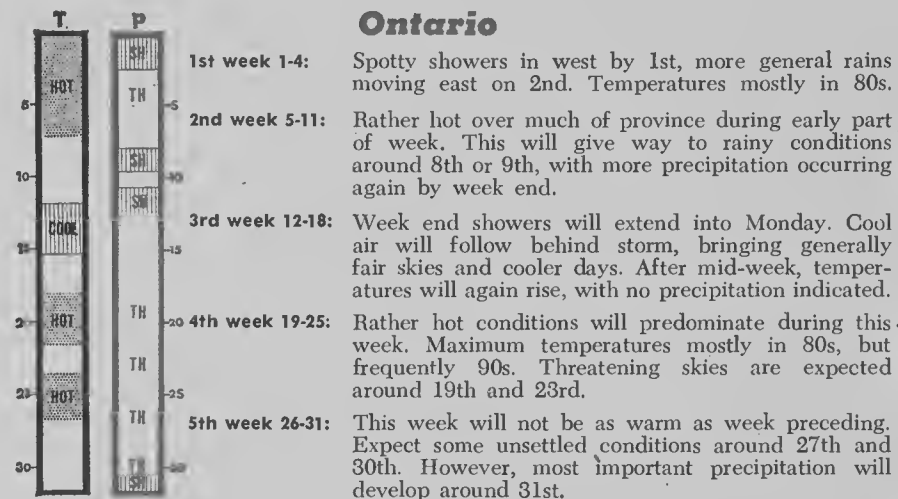 T. P
Ontario
1st week 1-4: Spotty showers in west by 1st, more general rains
moving east on 2nd. Temperatures mostly in 80s.
2nd week 5-11: Rather hot over much of province during early part
of week. This will give way to rainy conditions
around 8th or 9th, with more precipitation occurring
again by week end.
3rd week 12-18: Week end showers will extend into Monday. Cool
air will follow behind storm, bringing generally
fair skies and cooler days. After mid-week, temper-
atures will again rise, with no precipitation indicated.
4th week 19-25: Rather hot conditions will predominate during this
week. Maximum temperatures mostly in 80s, but
frequently 90s. Threatening skies are expected
around 19th and 23rd.
5th week 26-31: This week will not be as warm as week preceding.
Expect some unsettled conditions around 27th and
30th. However, most important precipitation will
develop around 31st.
HOT
5
10
COOL
HOT
HOT
30
SH
TH
5
SH
10
15
TH
20
TH
25
TH
TH
SH